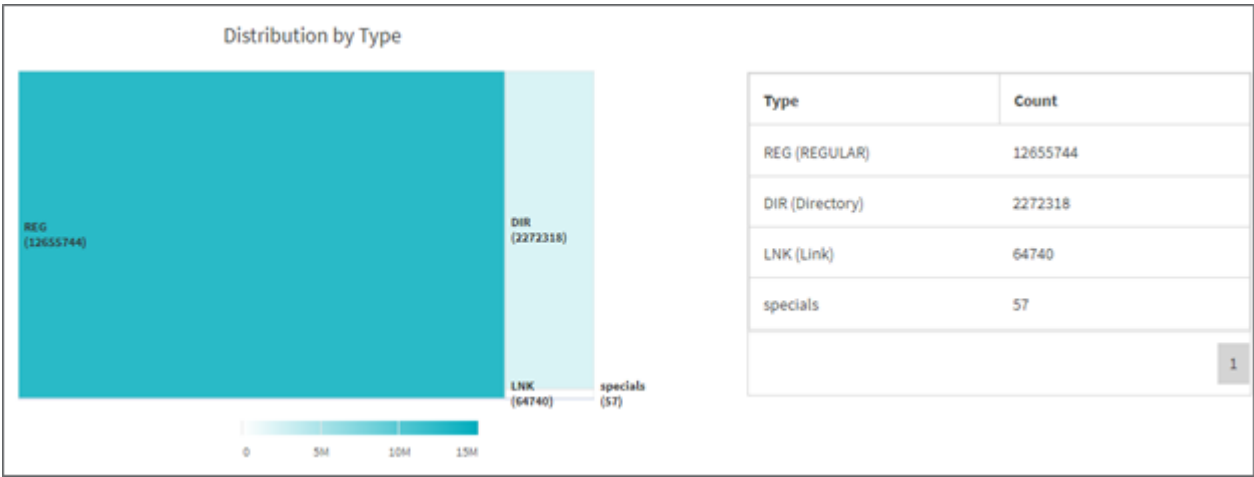 Distribution by Type
REG
(12655744)
DIR
(2272318)
LNK
(64740)
specials
(57)
0 5M 10M 15M
Type Count
REG (REGULAR) 12655744
DIR (Directory) 2272318
LNK (Link) 64740
specials 57
1